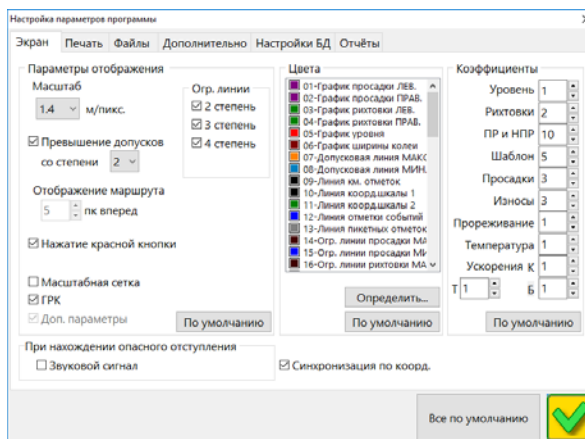 Настройка параметров программы
Экран Печать Файлы Дополнительно Настройки БД Отчёты
Параметры отображения
Масштаб
1.4 м/пикс.
Огр. линии
2 степень
3 степень
4 степень
Превышение допусков
со степени 2
Отображение маршрута
5 пк вперед
Нажатие красной кнопки
Масштабная сетка
ГРК
Доп. параметры
По умолчанию
Цвета
01-График просадки ЛЕВ.
02-График просадки ПРАВ.
03-График рихтовки ЛЕВ.
04-График рихтовки ПРАВ.
05-График уровня
06-График ширины колеи
07-Допусковая линия МАКС
08-Допусковая линия МИН.
09-Линия км. отметок
10-Линия коорд.шкалы 1
11-Линия коорд.шкалы 2
12-Линия отметки событий
13-Линия пикетных отметок
14-Огр. линии просадки МА
15-Огр. линии просадки МИ
16-Огр. линии рихтовки МА
Определить...
По умолчанию
Коэффициенты
Уровень 1
Рихтовки 2
ПР и НПР 10
Шаблон 5
Просадки 3
Износы 3
Прореживание 1
Температура 1
Ускорения К 1
Т 1 Б 1
По умолчанию
При нахождении опасного отступления
Звуковой сигнал
Синхронизация по коорд.
Все по умолчанию